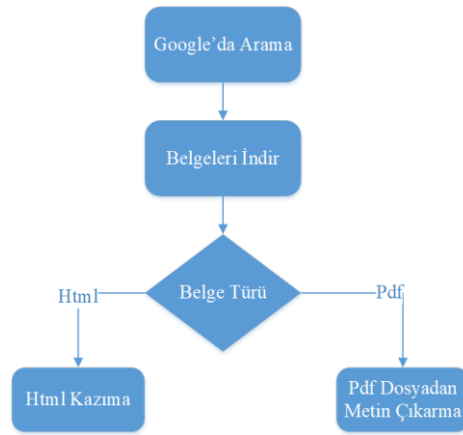 Google’da Arama
Belgeleri İndir
Belge Türü
Html
Pdf
Html Kazıma
Pdf Dosyadan
Metin Çıkarma